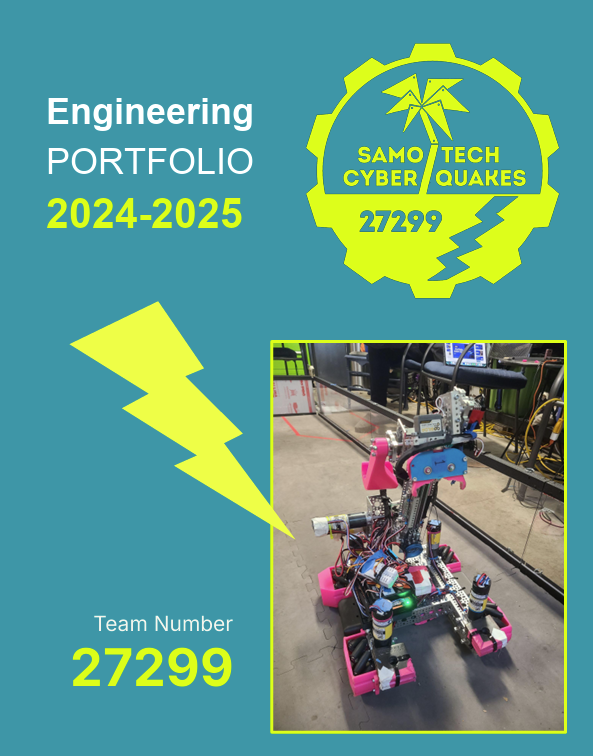 Engineering
PORTFOLIO
2024-2025
SAMO TECH
CYBER QUAKES
27299
Team Number
27299